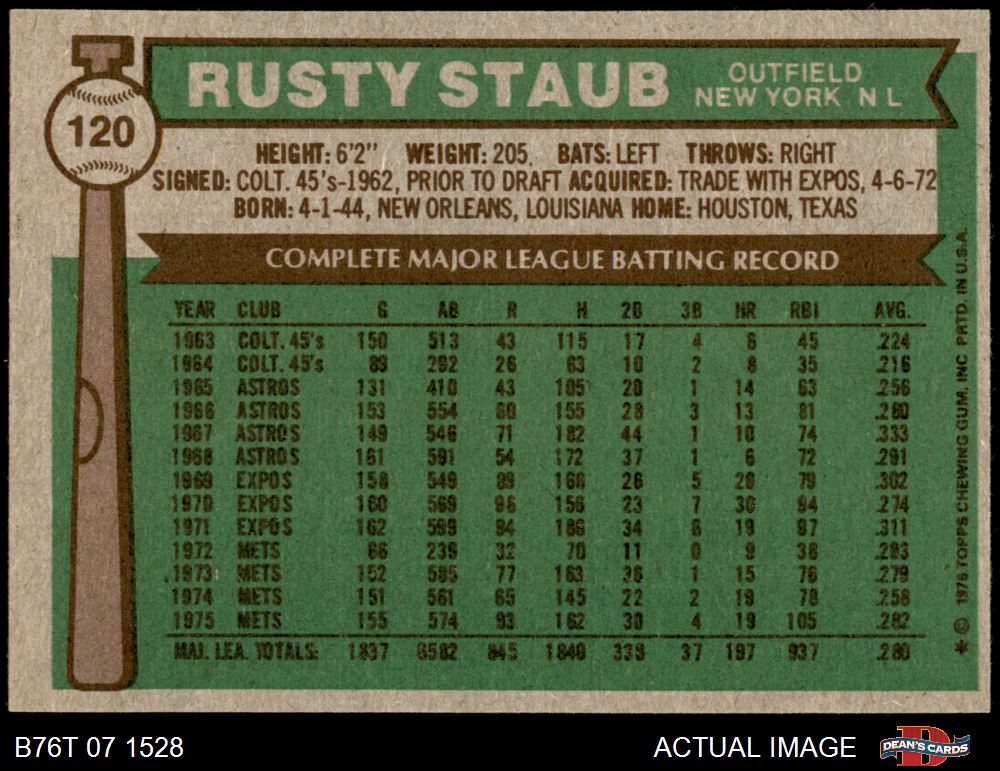 120
RUSTY STAUB
OUTFIELD
NEW YORK N L
HEIGHT: 6'2" WEIGHT: 205. BATS: LEFT THROWS: RIGHT
SIGNED: COLT. 45's-1962, PRIOR TO DRAFT ACQUIRED: TRADE WITH EXPOS, 4-6-72
BORN: 4-1-44, NEW ORLEANS, LOUISIANA HOME: HOUSTON, TEXAS
COMPLETE MAJOR LEAGUE BATTING RECORD
YEAR CLUB G AB R H 2B 3B HR RBI AVG.
1963 COLT. 45's 150 513 43 115 17 4 6 45 .224
1964 COLT. 45's 89 292 26 63 10 2 8 35 .216
1965 ASTROS 131 410 43 105 20 1 14 63 .256
1966 ASTROS 153 554 60 155 28 3 13 81 .280
1967 ASTROS 149 546 71 182 44 1 10 74 .333
1968 ASTROS 161 591 54 172 37 1 6 72 .291
1969 EXPOS 158 549 89 166 26 5 29 79 .302
1970 EXPOS 160 569 98 156 23 7 30 94 .274
1971 EXPOS 162 599 94 186 34 6 19 97 .311
1972 METS 66 239 32 70 11 0 9 38 .293
1973 METS 152 585 77 163 36 1 15 76 .279
1974 METS 151 561 65 145 22 2 19 78 .258
1975 METS 155 574 93 162 30 4 19 105 .282
MAJ. LEA. TOTALS: 1837 6582 845 1840 338 37 197 937 .280
* © 1976 TOPPS CHEWING GUM, INC PRTD. IN U.S.A.
B76T 07 1528
ACTUAL IMAGE
DEAN'S CARDS